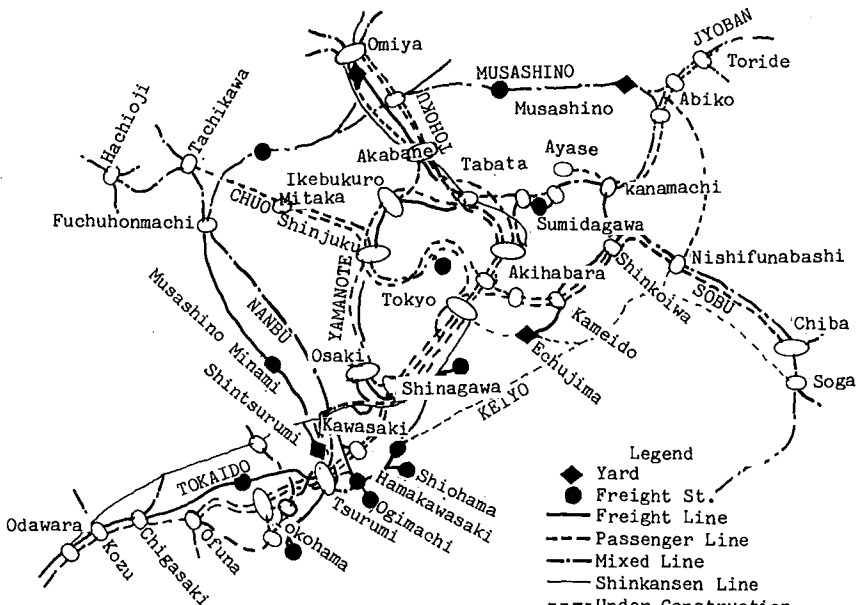 Omiya
JYOBAN
Toride
MUSASHINO
Musashino
Abiko
TOHOKU
Hachioji
Tachikawa
Akabane
Tabata
Ayase
Ikebukuro
Mitaka
CHUO
Shinjuku
kanamachi
Sumidagawa
Fuchuhonmachi
Akihabara
Shinkoiwa
Nishifunabashi
SOBU
YAMANOTE
Tokyo
Kameido
Chiba
Musashino Minami
NANBU
Echujima
Osaki
Shinagawa
KEIYO
Soga
Shintsurumi
Kawasaki
TOKAIDO
Shiohama
Hamakawasaki
Ogimachi
Tsurumi
Odawara
Kozu
Chigasaki
Ofuna
Yokohama
Legend
Yard
Freight St.
Freight Line
Passenger Line
Mixed Line
Shinkansen Line
Under Construction